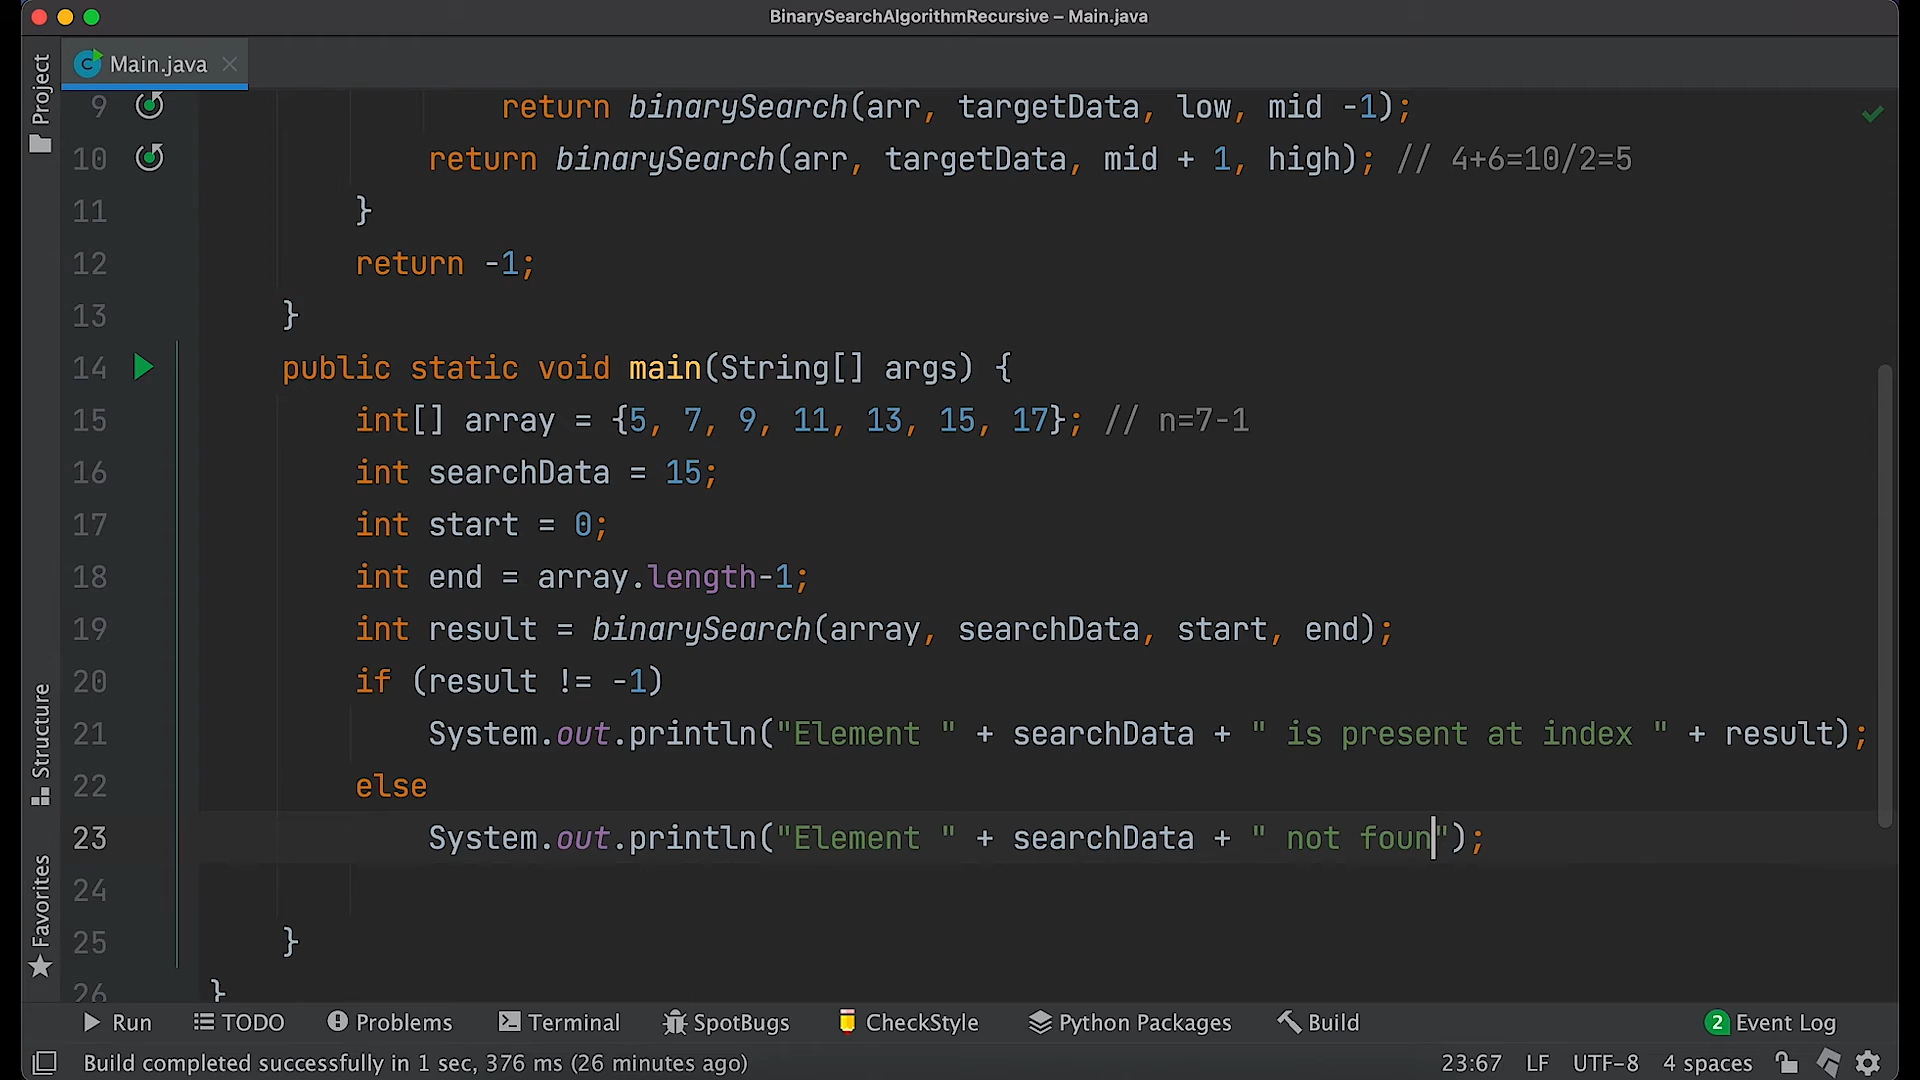 BinarySearchAlgorithmRecursive – Main.java
Project
Main.java
9 return binarySearch(arr, targetData, low, mid -1);
10 return binarySearch(arr, targetData, mid + 1, high); // 4+6=10/2=5
11 }
12 return -1;
13 }
14 public static void main(String[] args) {
15 int[] array = {5, 7, 9, 11, 13, 15, 17}; // n=7-1
16 int searchData = 15;
17 int start = 0;
18 int end = array.length-1;
19 int result = binarySearch(array, searchData, start, end);
20 if (result != -1)
21 System.out.println("Element " + searchData + " is present at index " + result);
22 else
23 System.out.println("Element " + searchData + " not foun");
24
25 }
26 }
Structure
Favorites
Run TODO Problems Terminal SpotBugs CheckStyle Python Packages Build 2 Event Log
Build completed successfully in 1 sec, 376 ms (26 minutes ago) 23:67 LF UTF-8 4 spaces